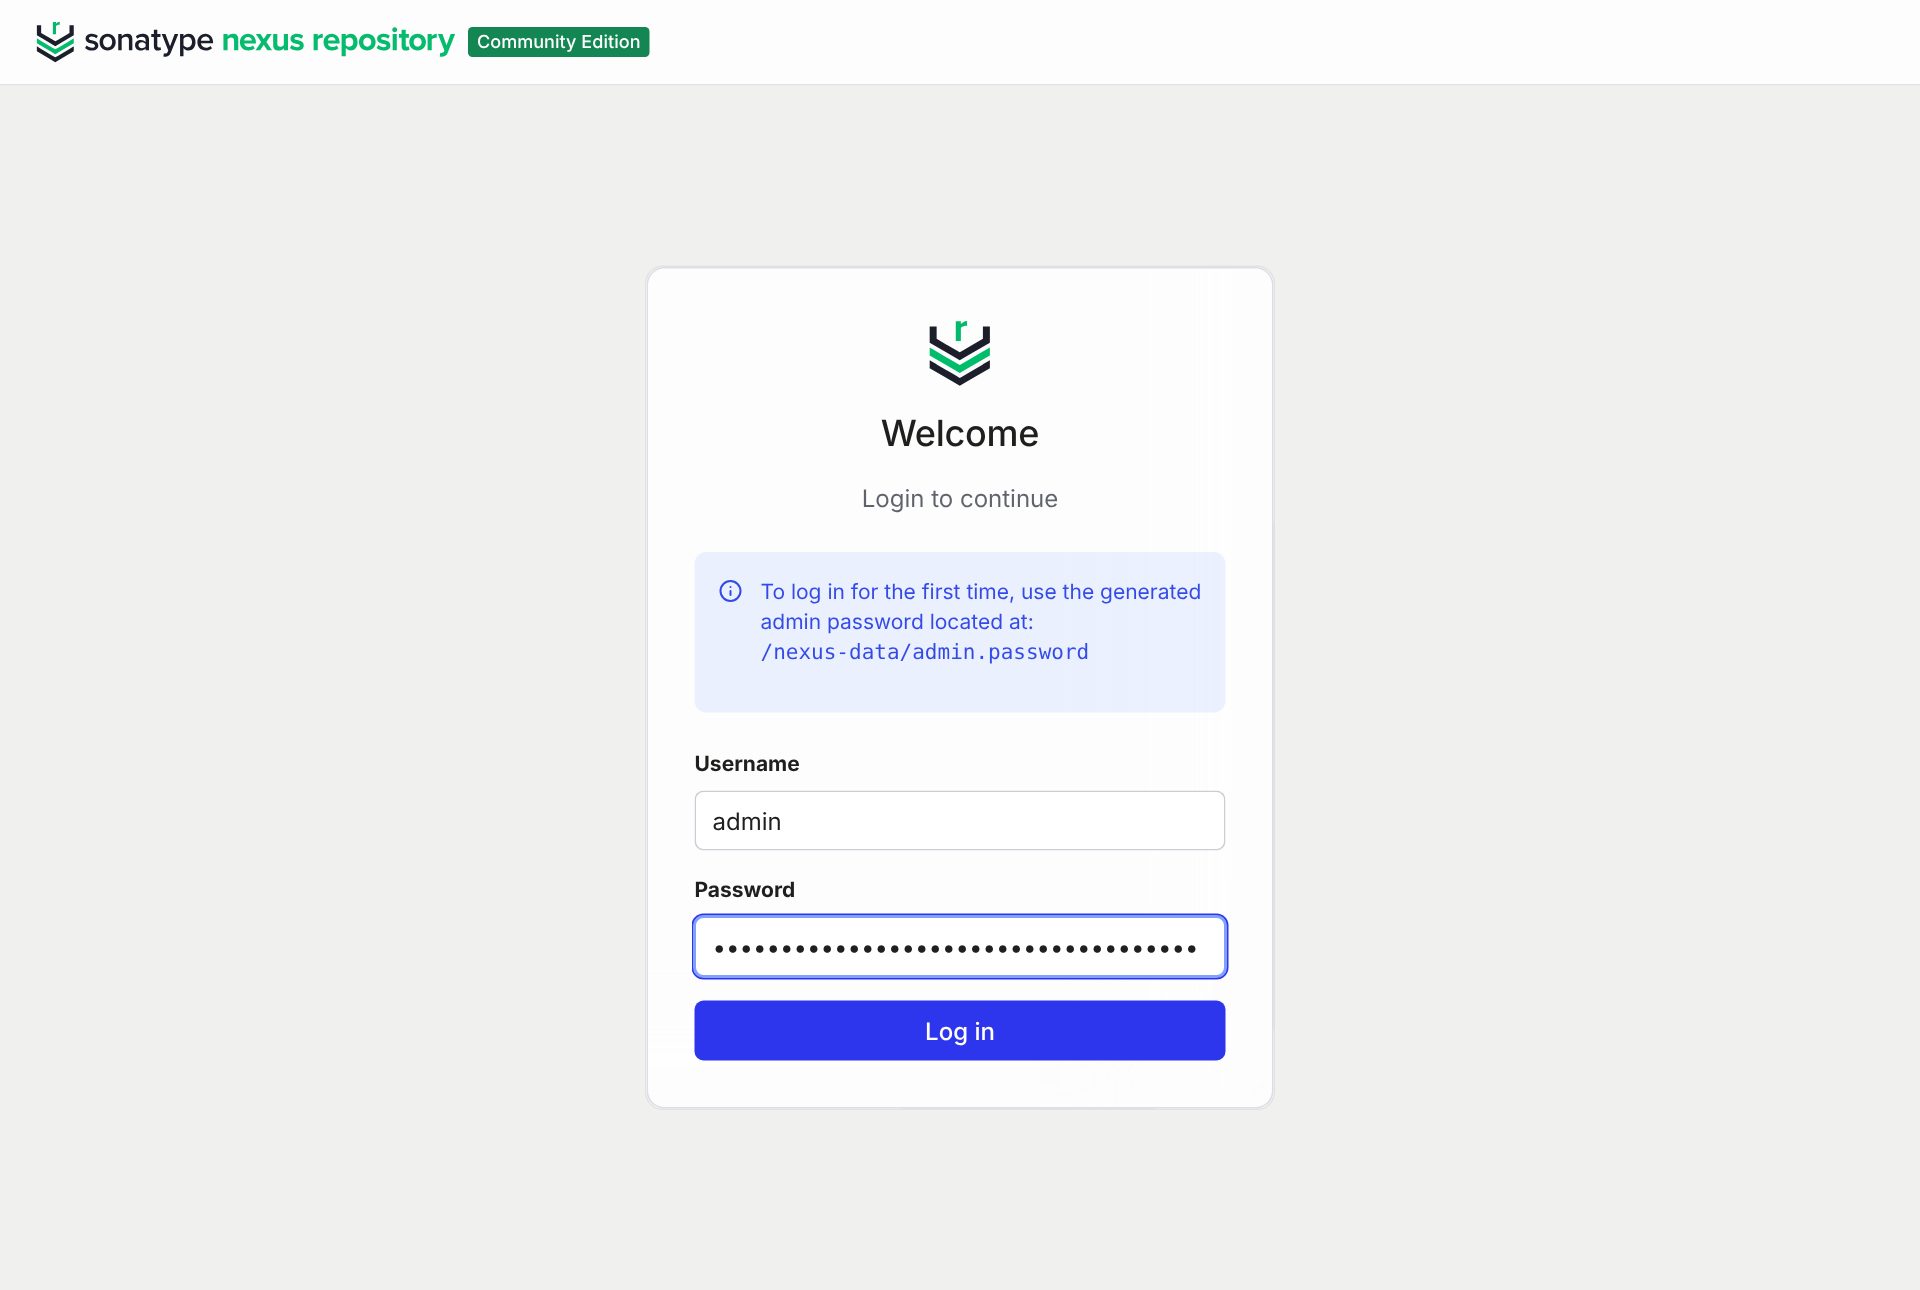 sonatype nexus repository Community Edition
Welcome
Login to continue
To log in for the first time, use the generated
admin password located at:
/nexus-data/admin.password
Username
admin
Password
••••••••••••••••••••••••••••••••••••
Log in